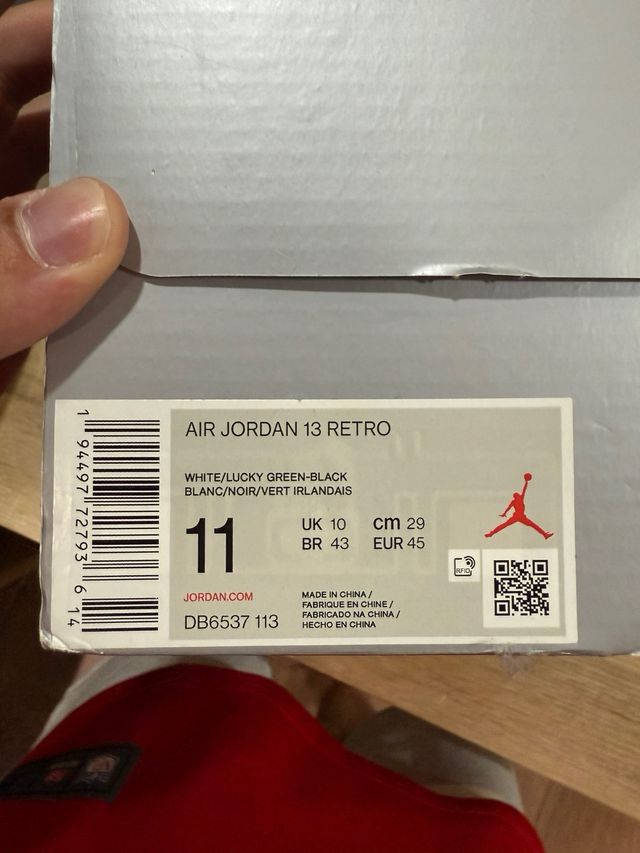 AIR JORDAN 13 RETRO
WHITE/LUCKY GREEN-BLACK
BLANC/NOIR/VERT IRLANDAIS
11
UK 10 cm 29
BR 43 EUR 45
RFID
JORDAN.COM
DB6537 113
MADE IN CHINA /
FABRIQUE EN CHINE /
FABRICADO NA CHINA /
HECHO EN CHINA
1 94497 72793 6 14